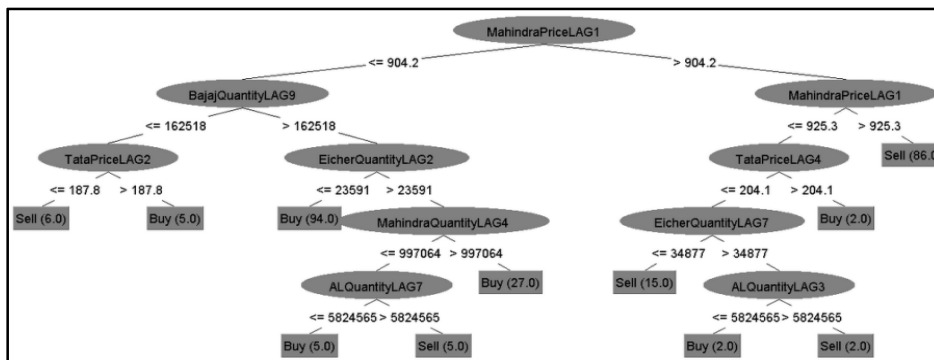 MahindraPriceLAG1
<= 904.2 > 904.2
BajajQuantityLAG9 MahindraPriceLAG1
<= 162518 > 162518 <= 925.3 > 925.3
TataPriceLAG2 EicherQuantityLAG2 TataPriceLAG4 Sell (86.0
<= 187.8 > 187.8 <= 23591 > 23591 <= 204.1 > 204.1
Sell (6.0) Buy (5.0) Buy (94.0 MahindraQuantityLAG4 EicherQuantityLAG7 Buy (2.0)
<= 997064 > 997064 <= 34877 > 34877
ALQuantityLAG7 Buy (27.0) Sell (15.0) ALQuantityLAG3
<= 5824565 > 5824565 <= 5824565 > 5824565
Buy (5.0) Sell (5.0) Buy (2.0) Sell (2.0)